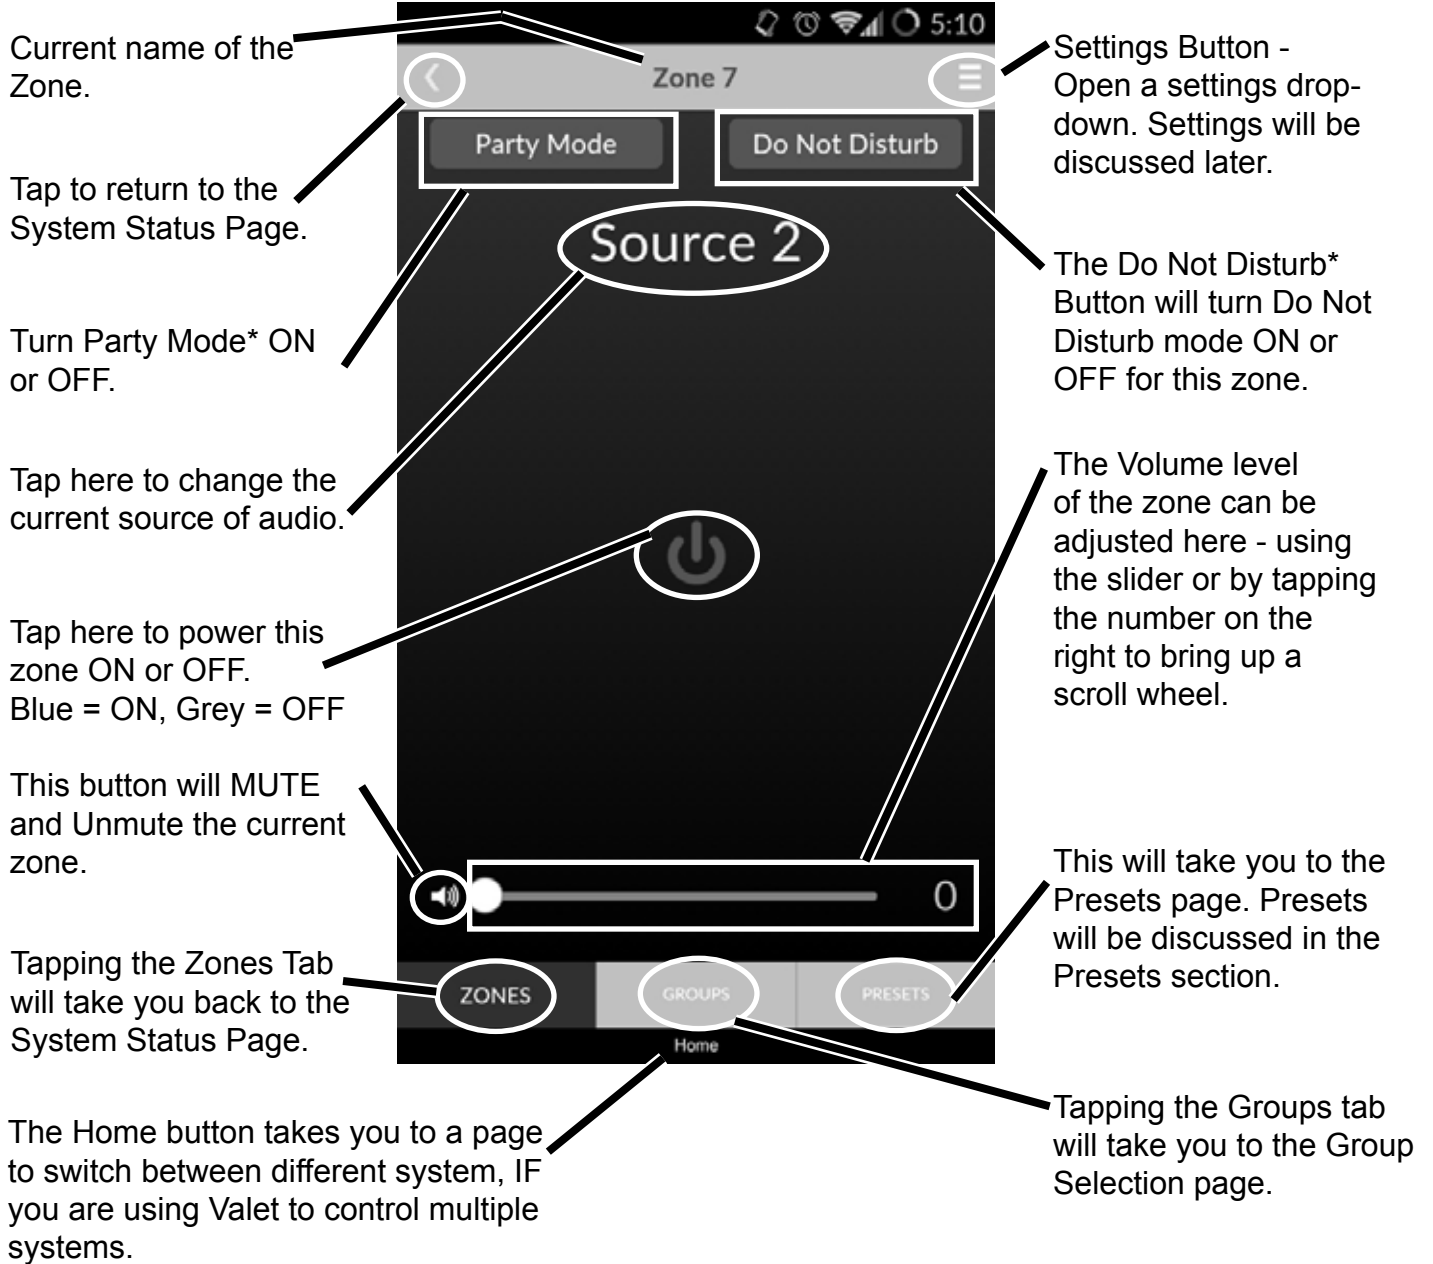 Current name of the
Zone.
Tap to return to the
System Status Page.
Turn Party Mode* ON
or OFF.
Tap here to change the
current source of audio.
Tap here to power this
zone ON or OFF.
Blue = ON, Grey = OFF
This button will MUTE
and Unmute the current
zone.
Tapping the Zones Tab
will take you back to the
System Status Page.
The Home button takes you to a page
to switch between different system, IF
you are using Valet to control multiple
systems.
5:10
Zone 7
Party Mode
Do Not Disturb
Source 2
0
ZONES
GROUPS
PRESETS
Home
Settings Button -
Open a settings drop-
down. Settings will be
discussed later.
The Do Not Disturb*
Button will turn Do Not
Disturb mode ON or
OFF for this zone.
The Volume level
of the zone can be
adjusted here - using
the slider or by tapping
the number on the
right to bring up a
scroll wheel.
This will take you to the
Presets page. Presets
will be discussed in the
Presets section.
Tapping the Groups tab
will take you to the Group
Selection page.